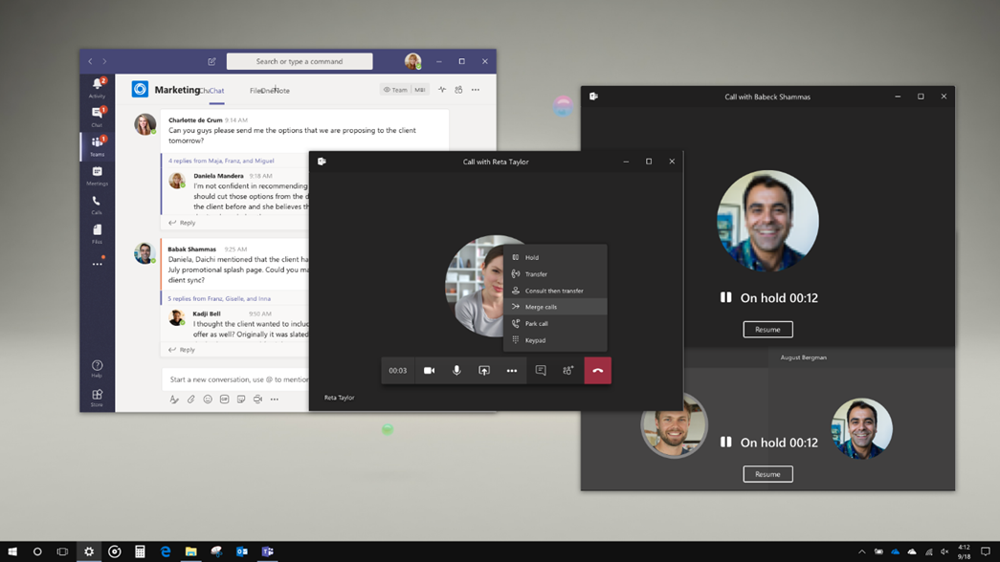 Search or type a command
Activity
Chat
Teams
Meetings
Calls
Files
Help
Store
Marketing
Chat
Files
OneNote
Team
MBI
Charlotte de Crum 9:14 AM
Can you guys please send me the options that we are proposing to the client
tomorrow?
4 replies from Maja, Franz, and Miguel
Daniela Mandera 9:18 AM
I'm not confident in recommending
should cut those options from the d
the client before and she believes th
Reply
Babak Shammas 9:25 AM
Daniela, Daichi mentioned that the client ha
July promotional splash page. Could you ma
client sync?
5 replies from Franz, Giselle, and Inna
Kadji Bell 9:50 AM
I thought the client wanted to includ
offer as well? Originally it was slated
Reply
Start a new conversation, use @ to mention
Call with Reta Taylor
Hold
Transfer
Consult then transfer
Merge calls
Park call
Keypad
00:03
Reta Taylor
Call with Babeck Shammas
On hold 00:12
Resume
August Bergman
On hold 00:12
Resume
4:12
9/18